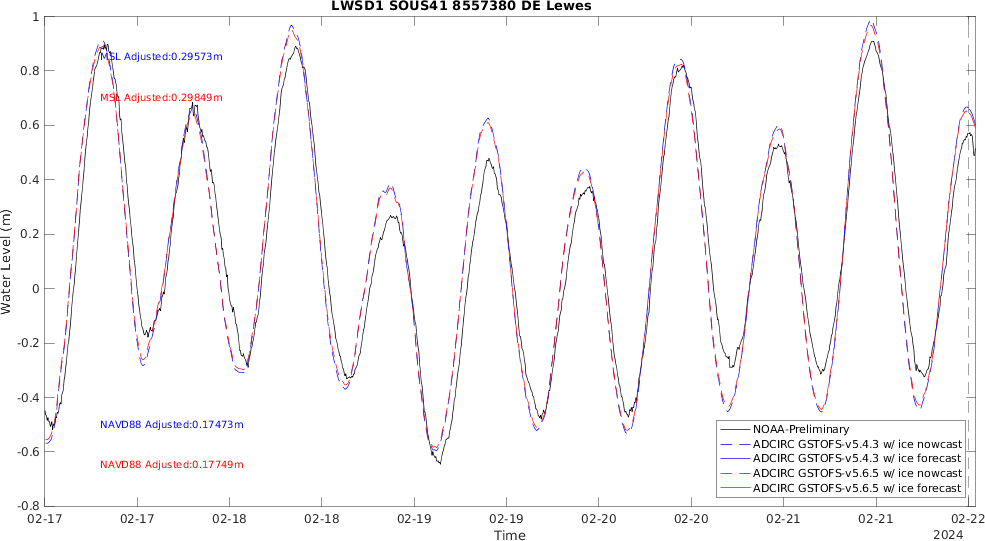 LWSD1 SOUS41 8557380 DE Lewes
1
0.8
0.6
0.4
0.2
0
-0.2
-0.4
-0.6
-0.8
Water Level (m)
MSL Adjusted:0.29573m
MSL Adjusted:0.29849m
NAVD88 Adjusted:0.17473m
NAVD88 Adjusted:0.17749m
NOAA-Preliminary
ADCIRC GSTOFS-v5.4.3 w/ ice nowcast
ADCIRC GSTOFS-v5.4.3 w/ ice forecast
ADCIRC GSTOFS-v5.6.5 w/ ice nowcast
ADCIRC GSTOFS-v5.6.5 w/ ice forecast
02-17 02-17 02-18 02-18 02-19 02-19 02-20 02-20 02-21 02-21 02-22
Time
2024